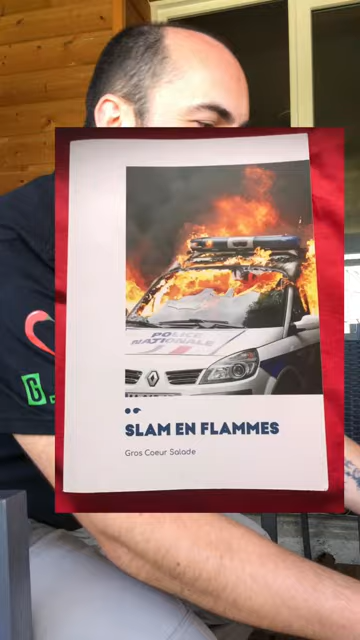 POLICE
NATIONALE
SLAM EN FLAMMES
Gros Coeur Salade
G